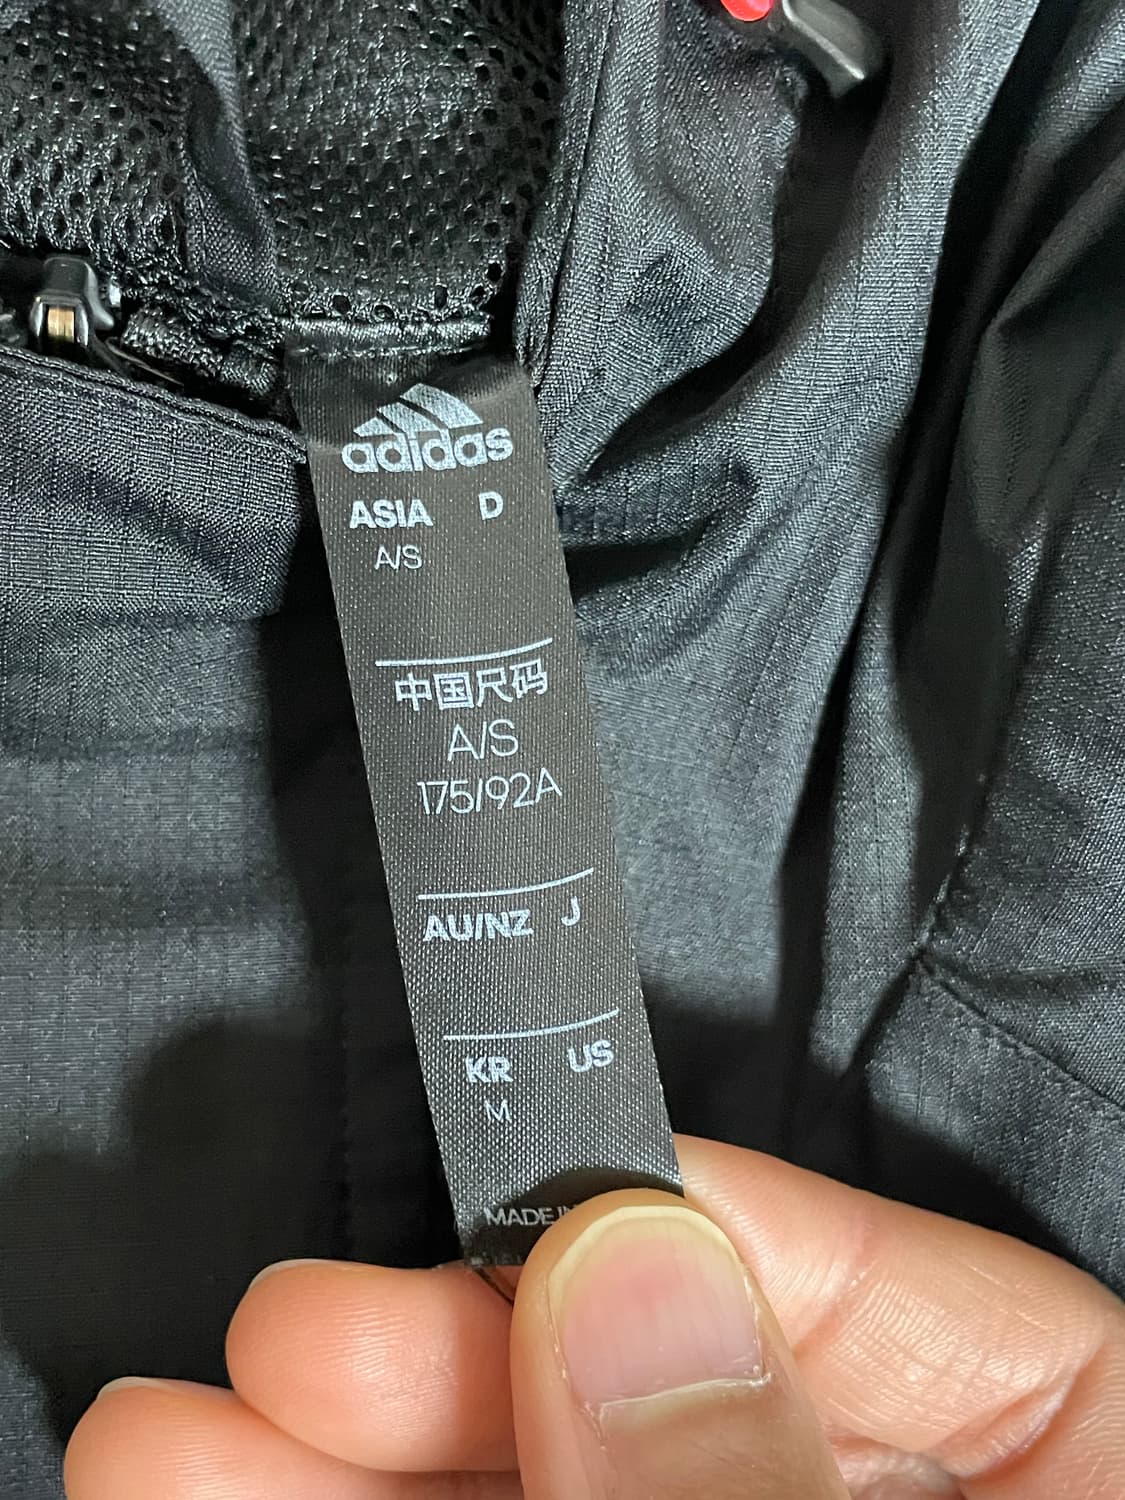 adidas
ASIA D
A/S
中国尺码
A/S
175/92A
AU/NZ J
KR US
M
MADE IN